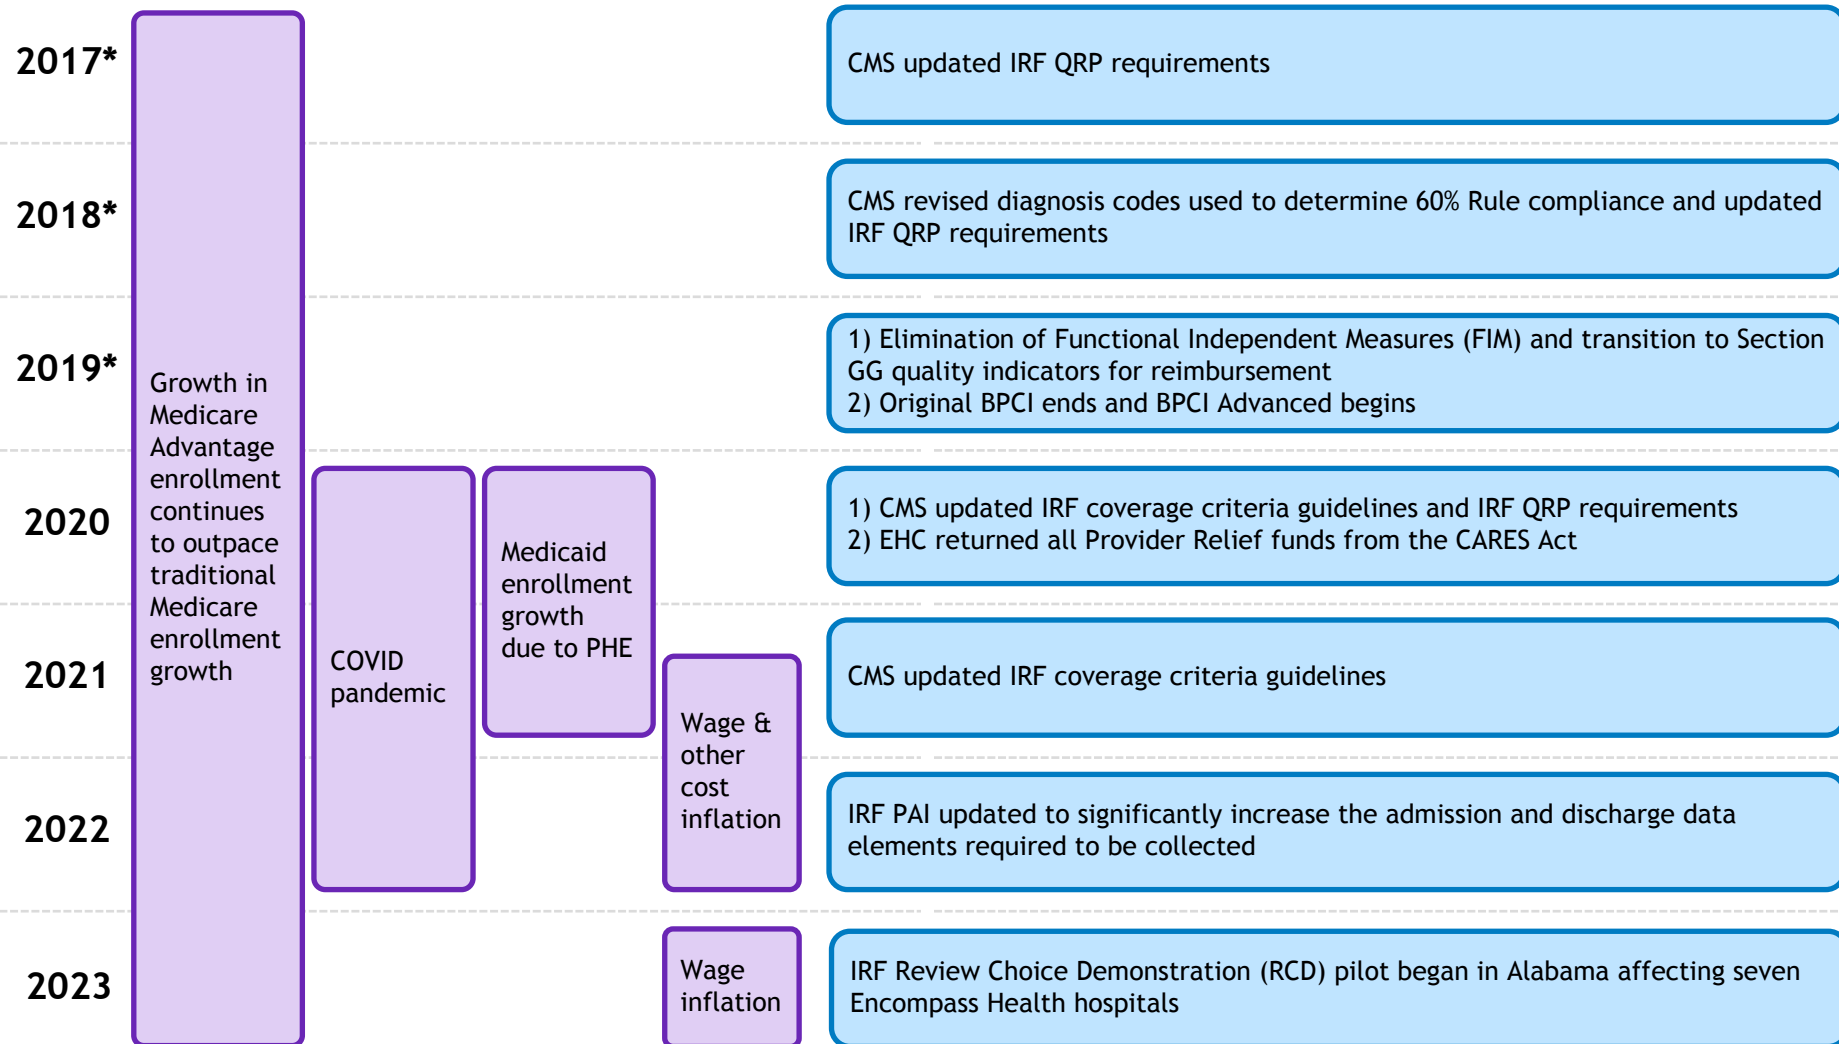 2017*
CMS updated IRF QRP requirements
2018*
CMS revised diagnosis codes used to determine 60% Rule compliance and updated
IRF QRP requirements
2019*
1) Elimination of Functional Independent Measures (FIM) and transition to Section
GG quality indicators for reimbursement
2) Original BPCI ends and BPCI Advanced begins
Growth in
Medicare
Advantage
enrollment
continues
to outpace
traditional
Medicare
enrollment
growth
2020
COVID
pandemic
Medicaid
enrollment
growth
due to PHE
1) CMS updated IRF coverage criteria guidelines and IRF QRP requirements
2) EHC returned all Provider Relief funds from the CARES Act
2021
Wage &
other
cost
inflation
CMS updated IRF coverage criteria guidelines
2022
IRF PAI updated to significantly increase the admission and discharge data
elements required to be collected
2023
Wage
inflation
IRF Review Choice Demonstration (RCD) pilot began in Alabama affecting seven
Encompass Health hospitals